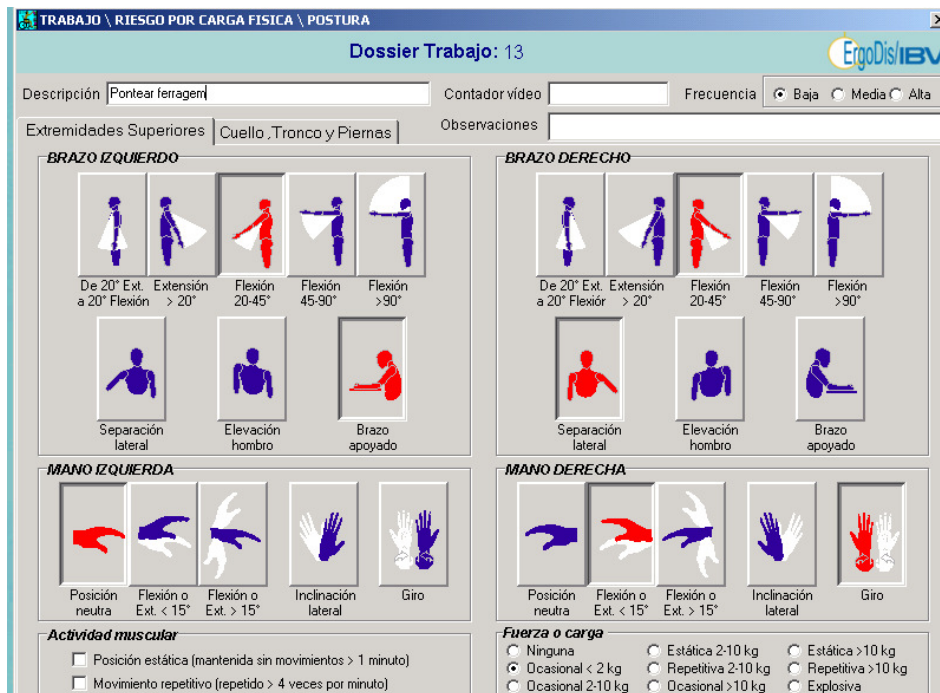 TRABAJO \ RIESGO POR CARGA FISICA \ POSTURA
Dossier Trabajo: 13
ErgoDis/IBV
Descripción Pontear ferragem Contador vídeo Frecuencia Baja Media Alta
Extremidades Superiores Cuello ,Tronco y Piernas Observaciones
BRAZO IZQUIERDO
De 20° Ext. a 20° Flexión
Extensión > 20°
Flexión 20-45°
Flexión 45-90°
Flexión >90°
Separación lateral
Elevación hombro
Brazo apoyado
BRAZO DERECHO
De 20° Ext. a 20° Flexiór
Extensión > 20°
Flexión 20-45°
Flexión 45-90°
Flexión >90°
Separación lateral
Elevación hombro
Brazo apoyado
MANO IZQUIERDA
Posición neutra
Flexión o Ext. < 15°
Flexión o Ext. > 15°
Inclinación lateral
Giro
MANO DERECHA
Posición neutra
Flexión o Ext. < 15°
Flexión o Ext. > 15°
Inclinación lateral
Giro
Actividad muscular
Posición estática (mantenida sin movimientos > 1 minuto)
Movimiento repetitivo (repetido > 4 veces por minuto)
Fuerza o carga
Ninguna Estática 2-10 kg Estática >10 kg
Ocasional < 2 kg Repetitiva 2-10 kg Repetitiva >10 kg
Ocasional 2-10 kg Ocasional >10 kg Explosiva